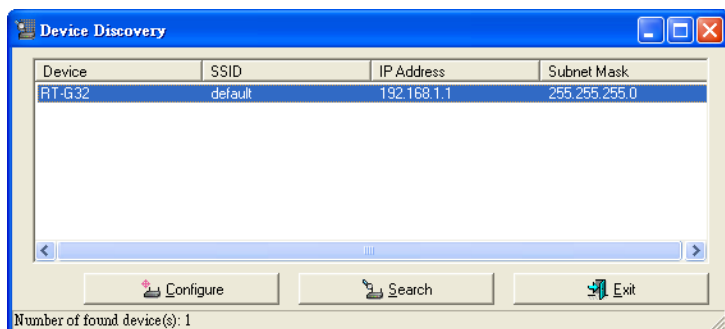 Device Discovery
Device SSID IP Address Subnet Mask
RT-G32 default 192.168.1.1 255.255.255.0
Configure Search Exit
Number of found device(s): 1